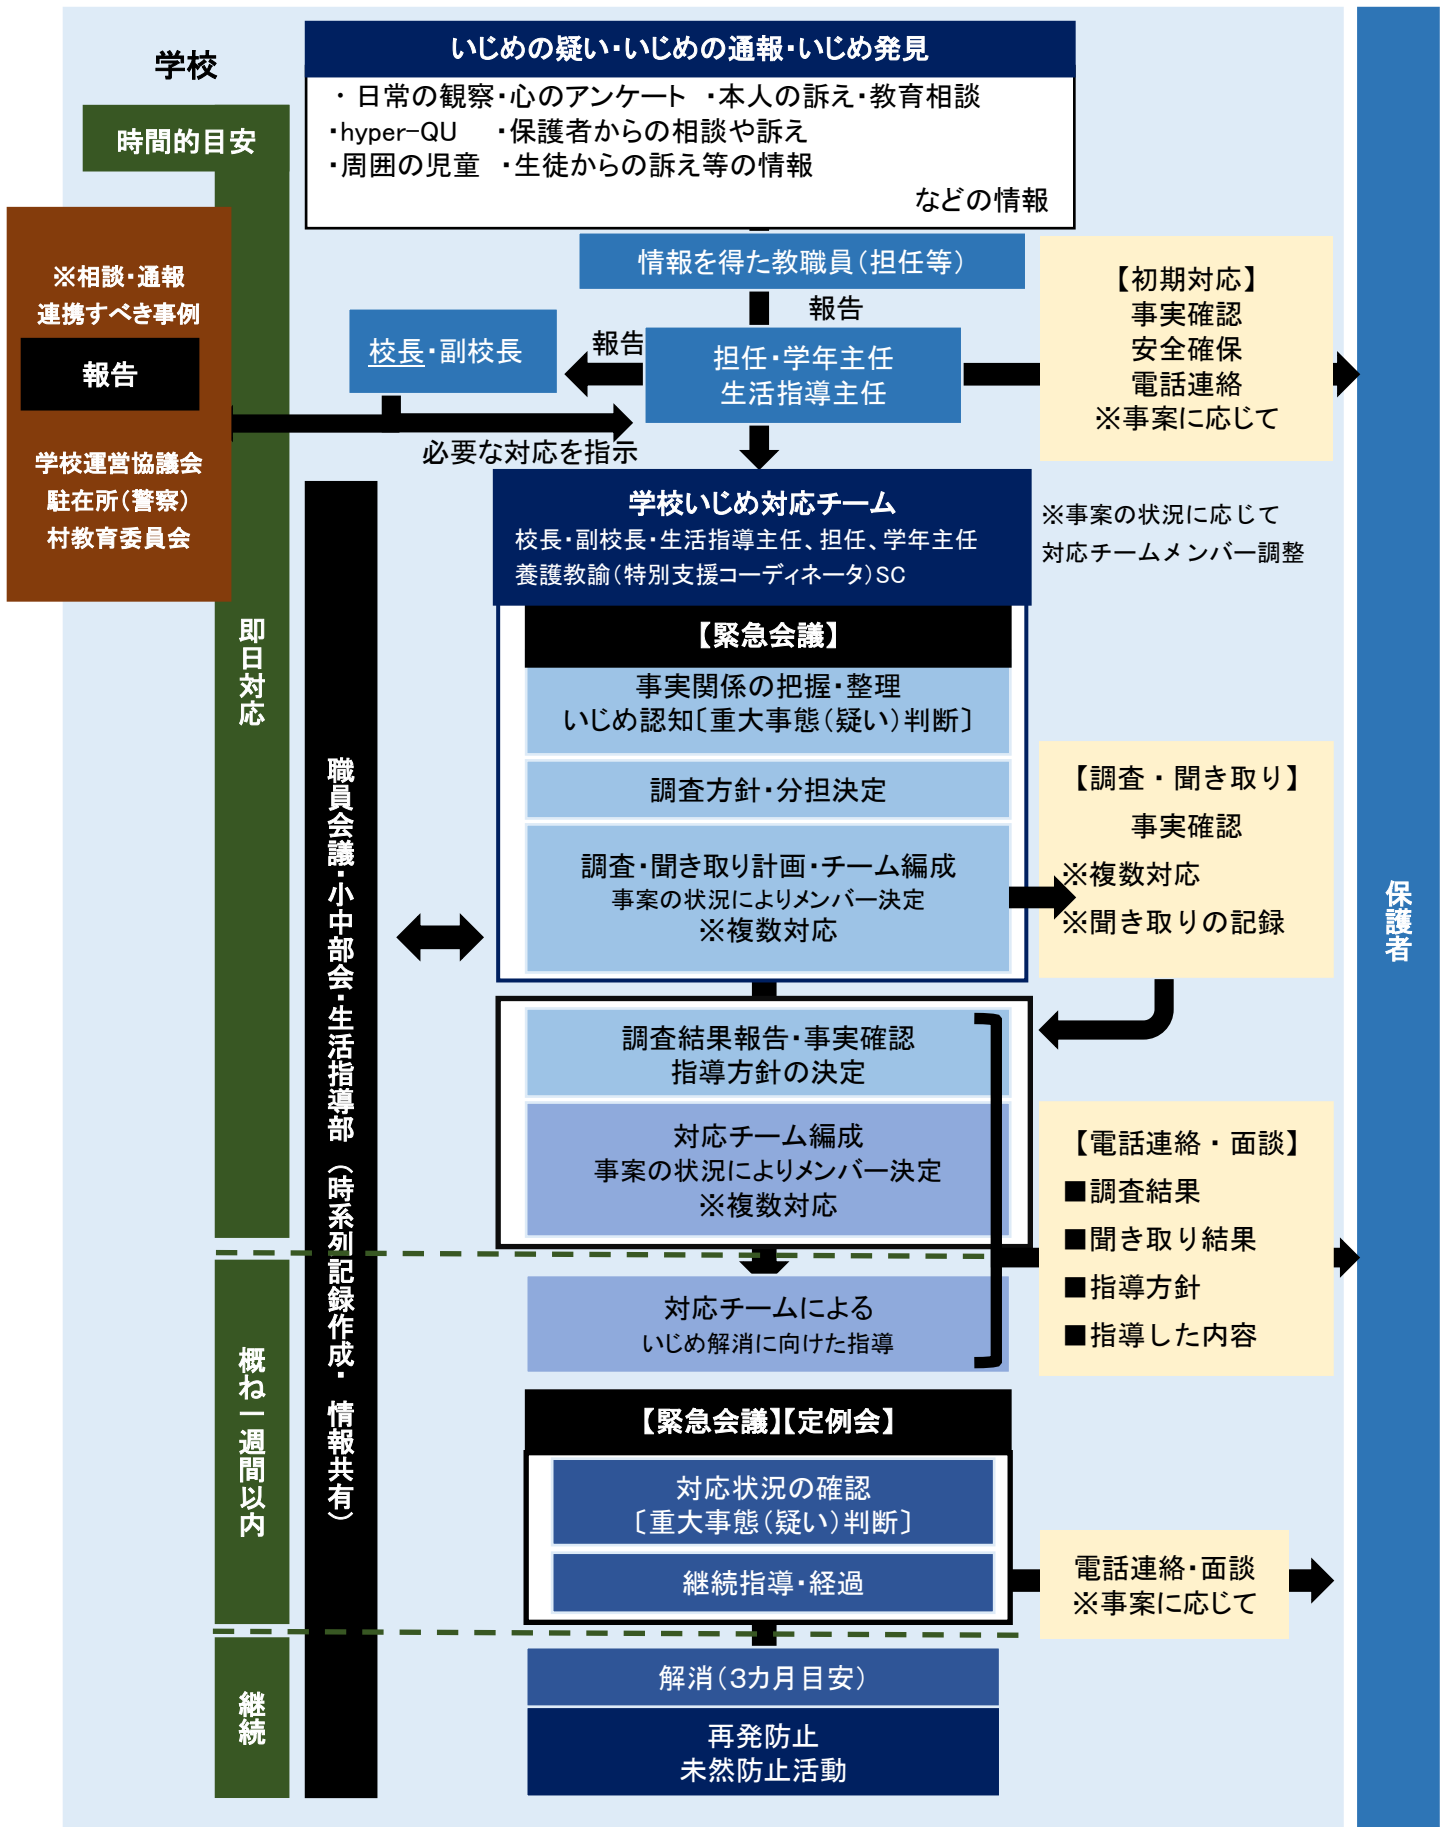 学校
いじめの疑い・いじめの通報・いじめ発見
・ 日常の観察・心のアンケート ・本人の訴え・教育相談
・hyper-QU ・保護者からの相談や訴え
・周囲の児童 ・生徒からの訴え等の情報
などの情報
時間的目安
※相談・通報
連携すべき事例
報告
学校運営協議会
駐在所（警察）
村教育委員会
情報を得た教職員（担任等）
報告
校長・副校長
報告
担任・学年主任
生活指導主任
必要な対応を指示
【初期対応】
事実確認
安全確保
電話連絡
※事案に応じて
学校いじめ対応チーム
校長・副校長・生活指導主任、担任、学年主任
養護教諭（特別支援コーディネータ）SC
※事案の状況に応じて
対応チームメンバー調整
【緊急会議】
事実関係の把握・整理
いじめ認知〔重大事態（疑い）判断〕
調査方針・分担決定
調査・聞き取り計画・チーム編成
事案の状況によりメンバー決定
※複数対応
【調査・聞き取り】
事実確認
※複数対応
※聞き取りの記録
調査結果報告・事実確認
指導方針の決定
対応チーム編成
事案の状況によりメンバー決定
※複数対応
対応チームによる
いじめ解消に向けた指導
【電話連絡・面談】
■調査結果
■聞き取り結果
■指導方針
■指導した内容
【緊急会議】【定例会】
対応状況の確認
〔重大事態（疑い）判断〕
継続指導・経過
電話連絡・面談
※事案に応じて
解消（3カ月目安）
再発防止
未然防止活動
即日対応
概ね一週間以内
継続
職員会議・小中部会・生活指導部（時系列記録作成・ 情報共有）
保護者